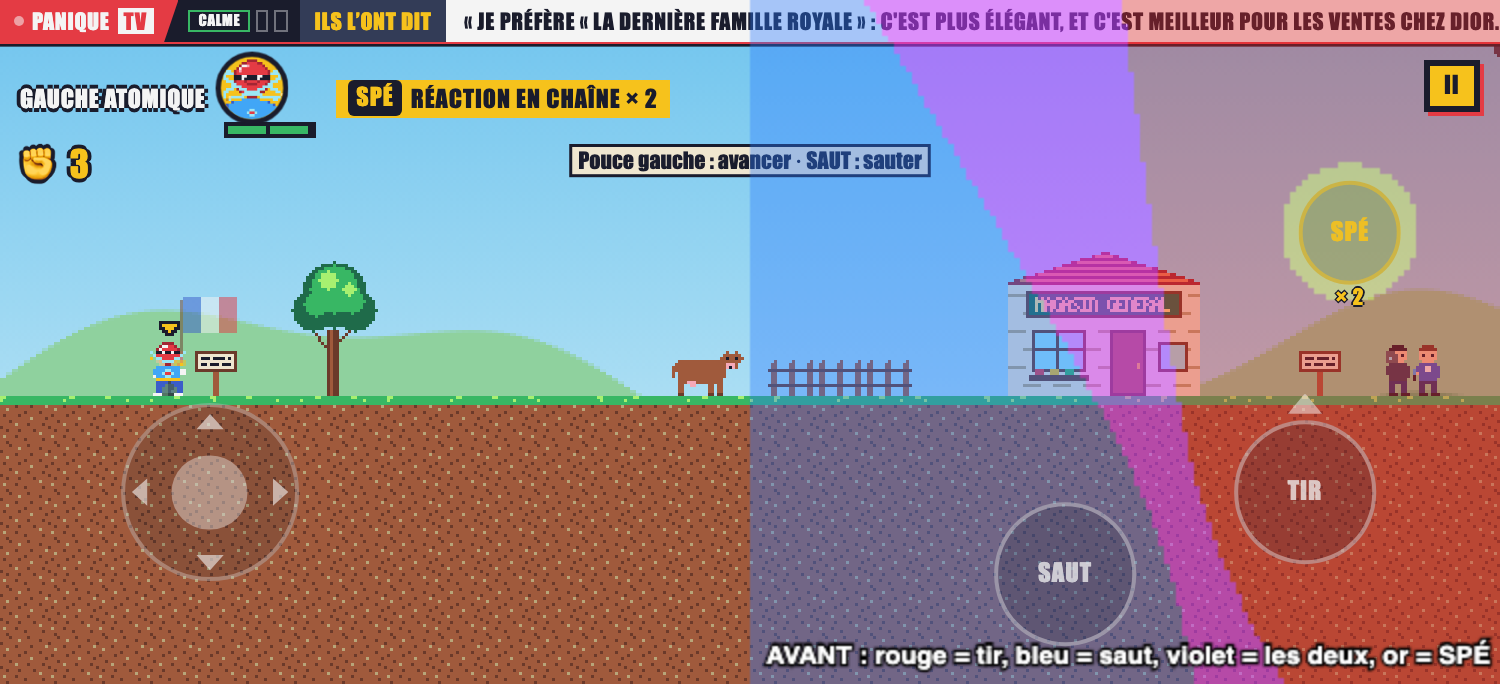 PANIQUE TV
CALME
ILS L'ONT DIT
« JE PRÉFÈRE « LA DERNIÈRE FAMILLE ROYALE » : C'EST PLUS ÉLÉGANT, ET C'EST MEILLEUR POUR LES VENTES CHEZ DIOR.
GAUCHE ATOMIQUE
SPÉ RÉACTION EN CHAÎNE × 2
II
3
Pouce gauche : avancer · SAUT : sauter
SPÉ
× 2
MAGASIN GENERAL
TIR
SAUT
AVANT : rouge = tir, bleu = saut, violet = les deux, or = SPÉ